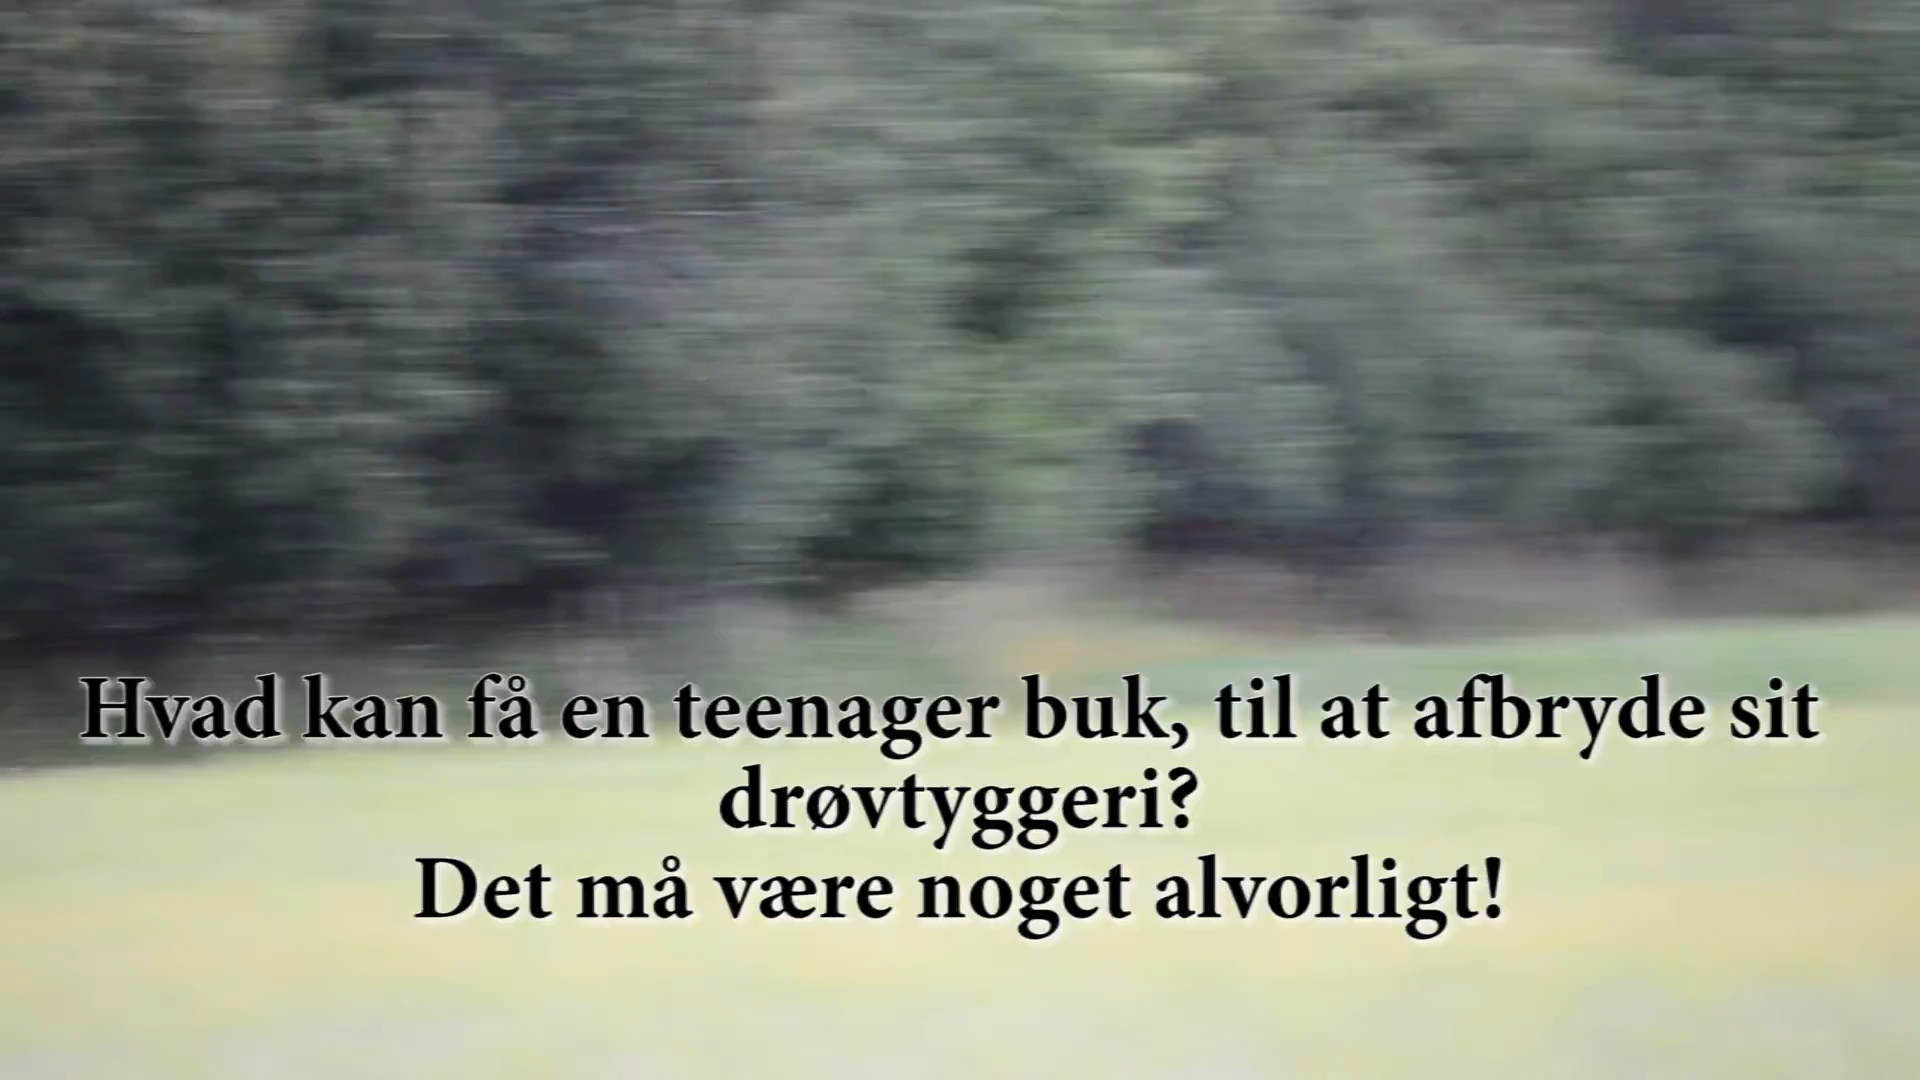 Hvad kan få en teenager buk, til at afbryde sit
drøvtyggeri?
Det må være noget alvorligt!